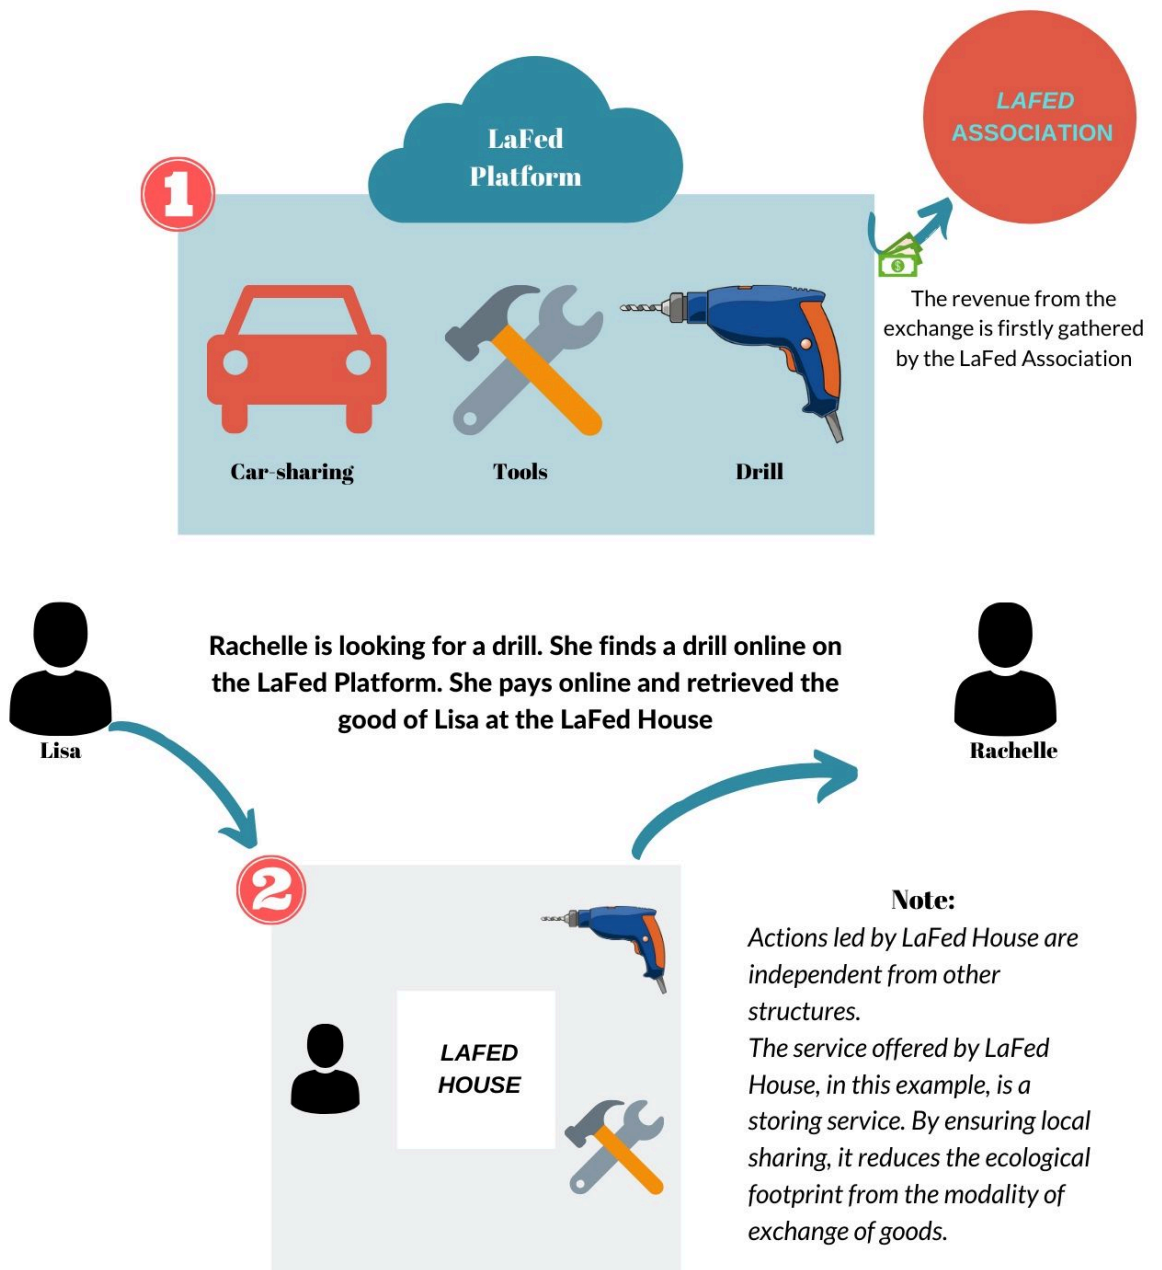 LaFed
Platform
LAFED
ASSOCIATION
1
The revenue from the
exchange is firstly gathered
by the LaFed Association
Car-sharing
Tools
Drill
Rachelle is looking for a drill. She finds a drill online on
the LaFed Platform. She pays online and retrieved the
good of Lisa at the LaFed House
Lisa
Rachelle
2
LAFED
HOUSE
Note:
Actions led by LaFed House are
independent from other
structures.
The service offered by LaFed
House, in this example, is a
storing service. By ensuring local
sharing, it reduces the ecological
footprint from the modality of
exchange of goods.